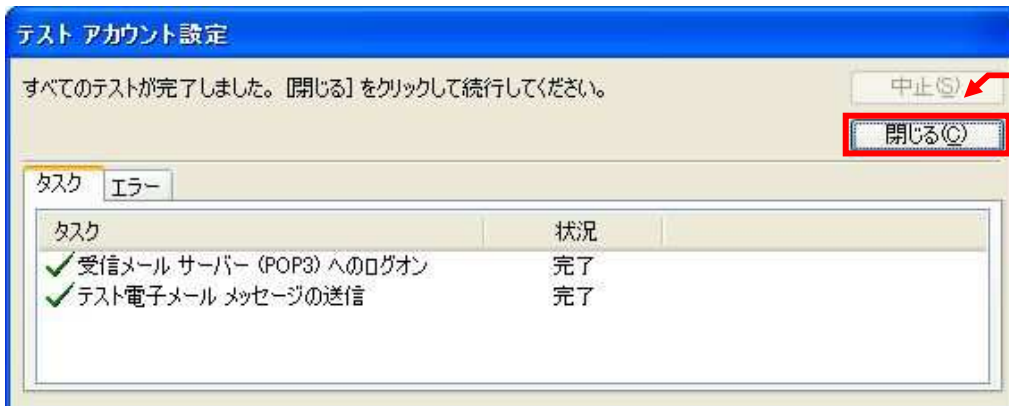 テスト アカウント設定
すべてのテストが完了しました。[閉じる] をクリックして続行してください。
中止(S)
閉じる(C)
タスク エラー
タスク 状況
受信メール サーバー (POP3) へのログオン 完了
テスト電子メール メッセージの送信 完了